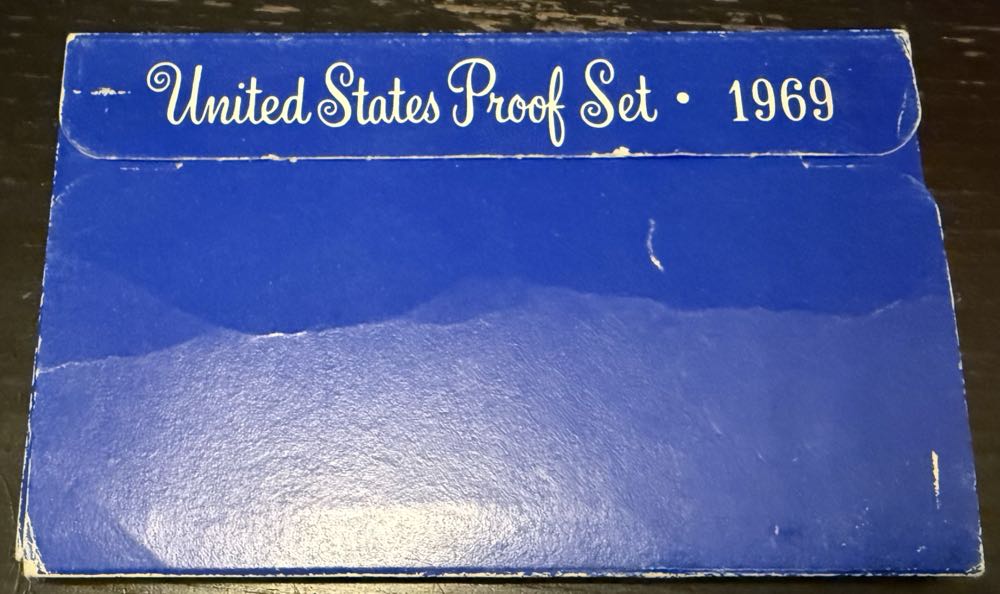 United States Proof Set • 1969